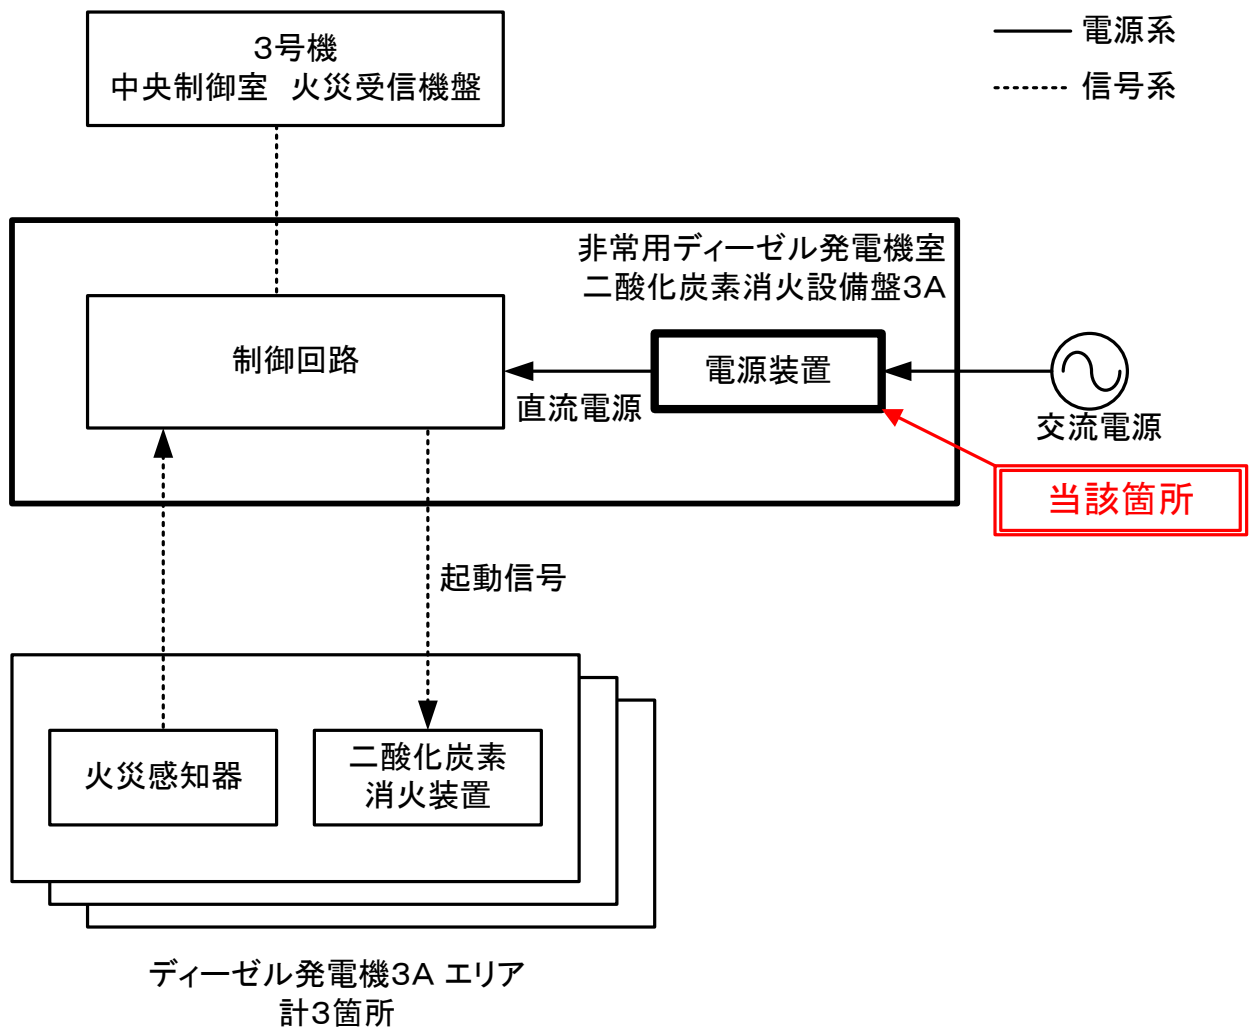 3号機
中央制御室　火災受信機盤
電源系
信号系
非常用ディーゼル発電機室
二酸化炭素消火設備盤3A
制御回路
電源装置
直流電源
交流電源
当該箇所
起動信号
火災感知器
二酸化炭素
消火装置
ディーゼル発電機3A エリア
計3箇所